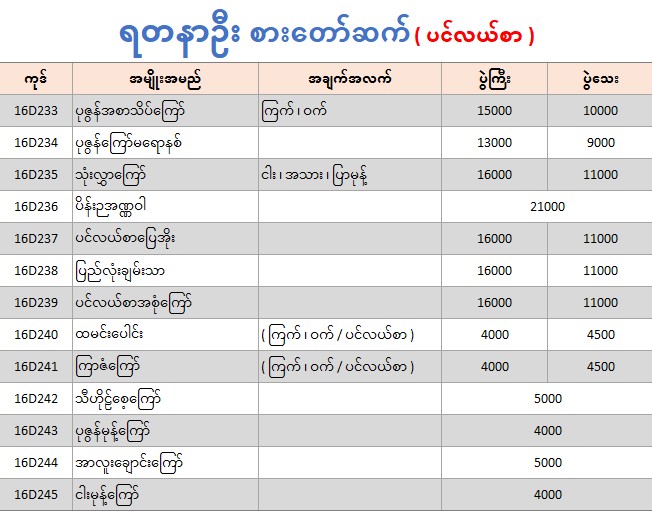 ရတနာဦး စားတော်ဆက် ( ပင်လယ်စာ )
ကုဒ် အမျိုးအမည် အချက်အလက် ပွဲကြီး ပွဲသေး
16D233 ပုဇွန်အစာသိပ်ကြော် ကြက် ၊ ဝက် 15000 10000
16D234 ပုဇွန်ကြော်မရောနစ် 13000 9000
16D235 သုံးလွှာကြော် ငါး ၊ အသား ၊ ပြာမုန့် 16000 11000
16D236 ပိန်းဥအဏ္ဏဝါ 21000
16D237 ပင်လယ်စာပြေအိုး 16000 11000
16D238 ပြည်လုံးချမ်းသာ 16000 11000
16D239 ပင်လယ်စာအစုံကြော် 16000 11000
16D240 ထမင်းပေါင်း ( ကြက် ၊ ဝက် / ပင်လယ်စာ ) 4000 4500
16D241 ကြာဇံကြော် ( ကြက် ၊ ဝက် / ပင်လယ်စာ ) 4000 4500
16D242 သီဟိုဠ်စေ့ကြော် 5000
16D243 ပုဇွန်မုန့်ကြော် 4000
16D244 အာလူးချောင်းကြော် 5000
16D245 ငါးမုန့်ကြော် 4000